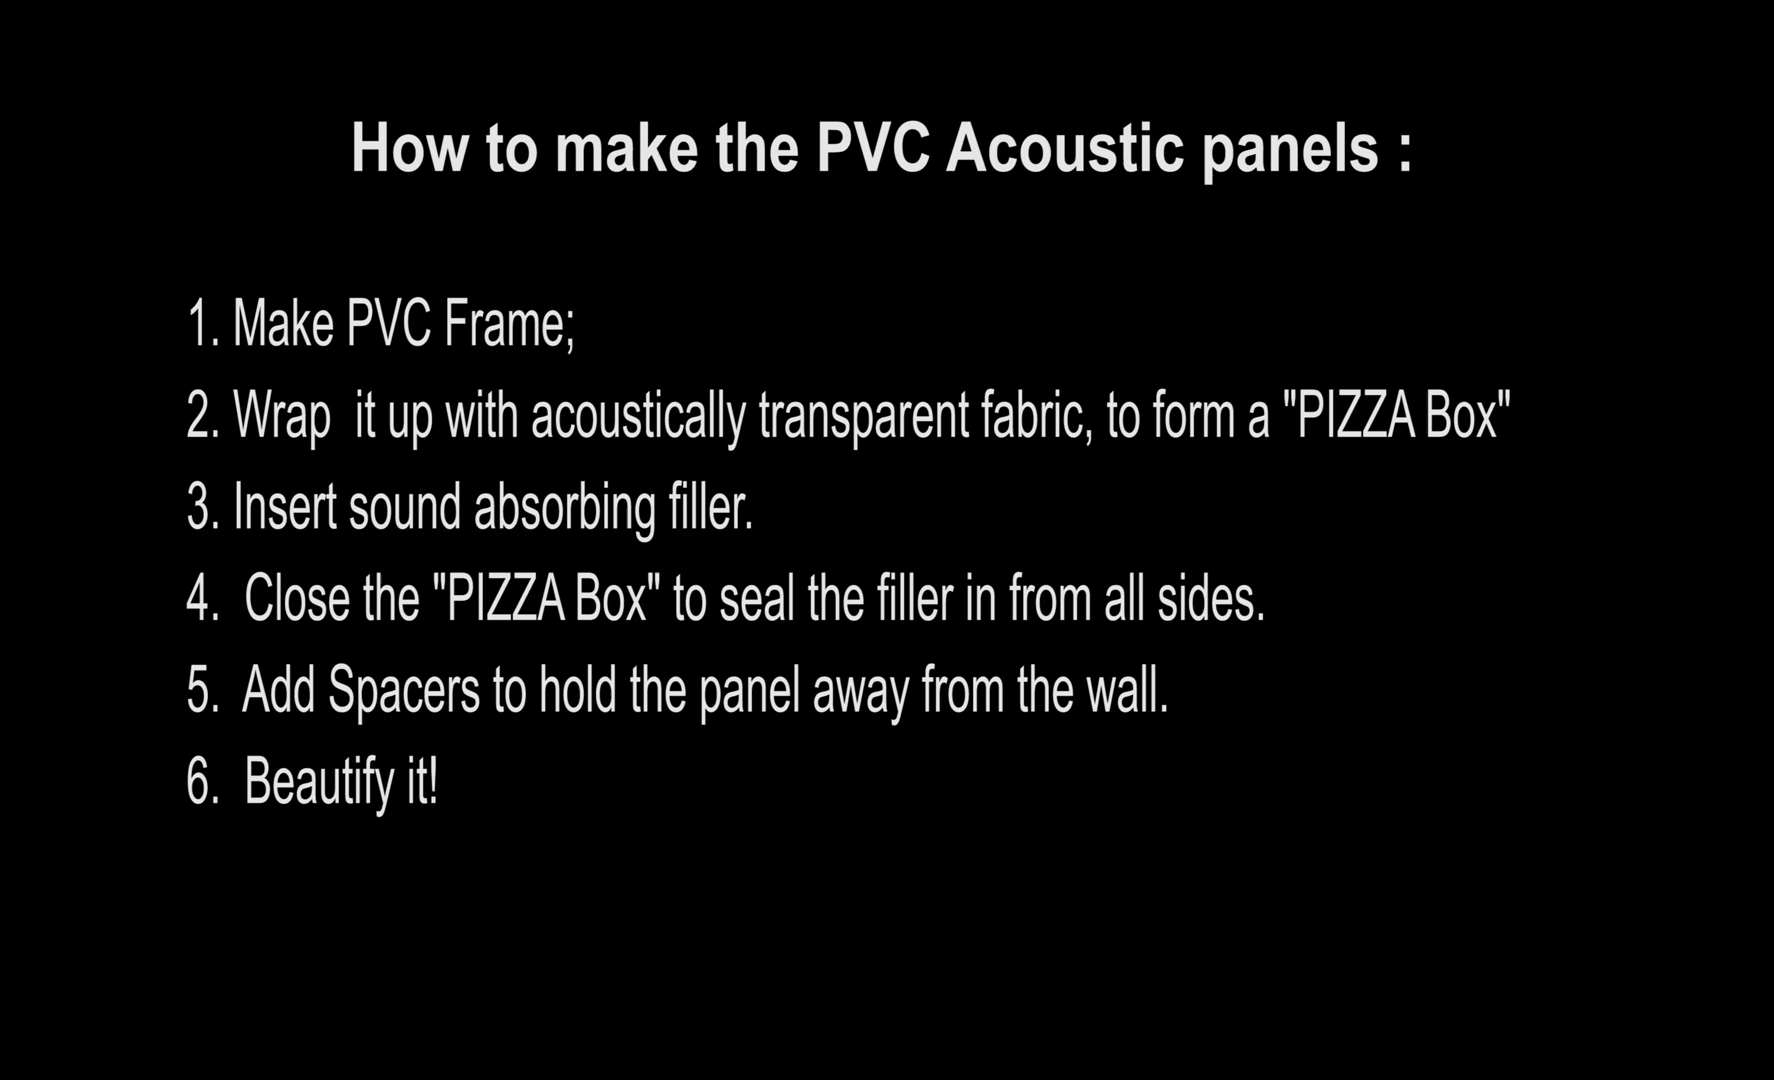 How to make the PVC Acoustic panels :
1. Make PVC Frame;
2. Wrap  it up with acoustically transparent fabric, to form a "PIZZA Box"
3. Insert sound absorbing filler.
4.  Close the "PIZZA Box" to seal the filler in from all sides.
5.  Add Spacers to hold the panel away from the wall.
6.  Beautify it!